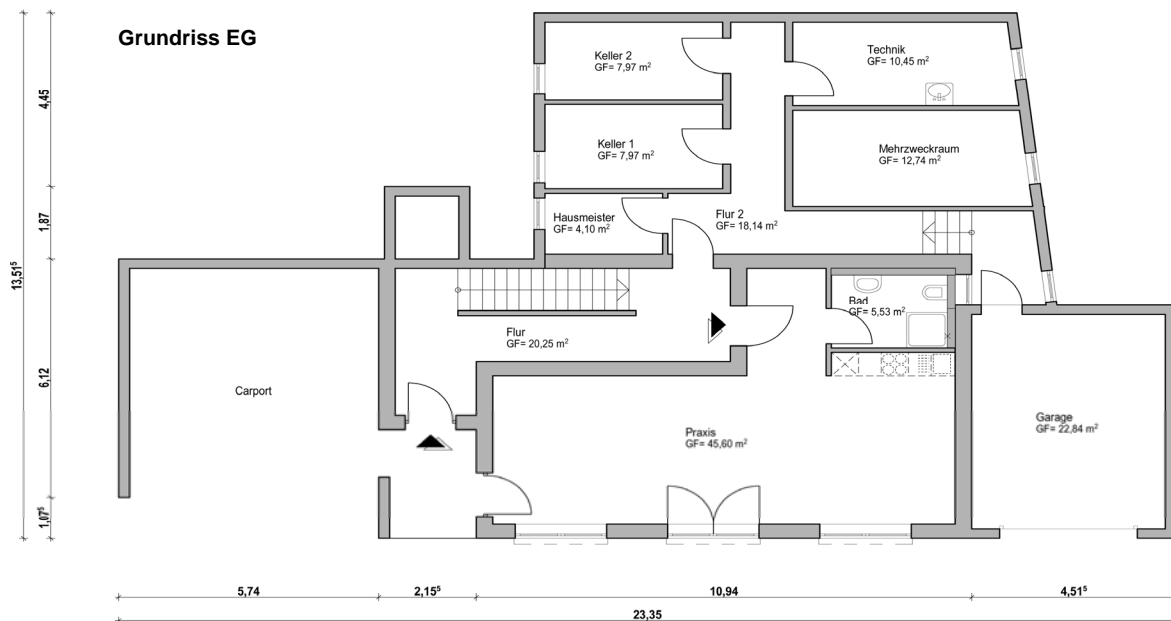 Grundriss EG
Keller 2
GF= 7,97 m²
Technik
GF= 10,45 m²
Keller 1
GF= 7,97 m²
Mehrzweckraum
GF= 12,74 m²
Hausmeister
GF= 4,10 m²
Flur 2
GF= 18,14 m²
Bad
GF= 5,53 m²
Flur
GF= 20,25 m²
Carport
Praxis
GF= 45,60 m²
Garage
GF= 22,84 m²
4,45
1,87
13,51⁵
6,12
1,07⁵
5,74
2,15⁵
10,94
4,51⁵
23,35